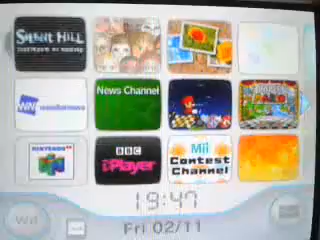 SILENT HILL
News Channel
NINTENDO 64
BBC
iPlayer
Mii
Contest
Channel
19:47
Wii
Fri 02/11